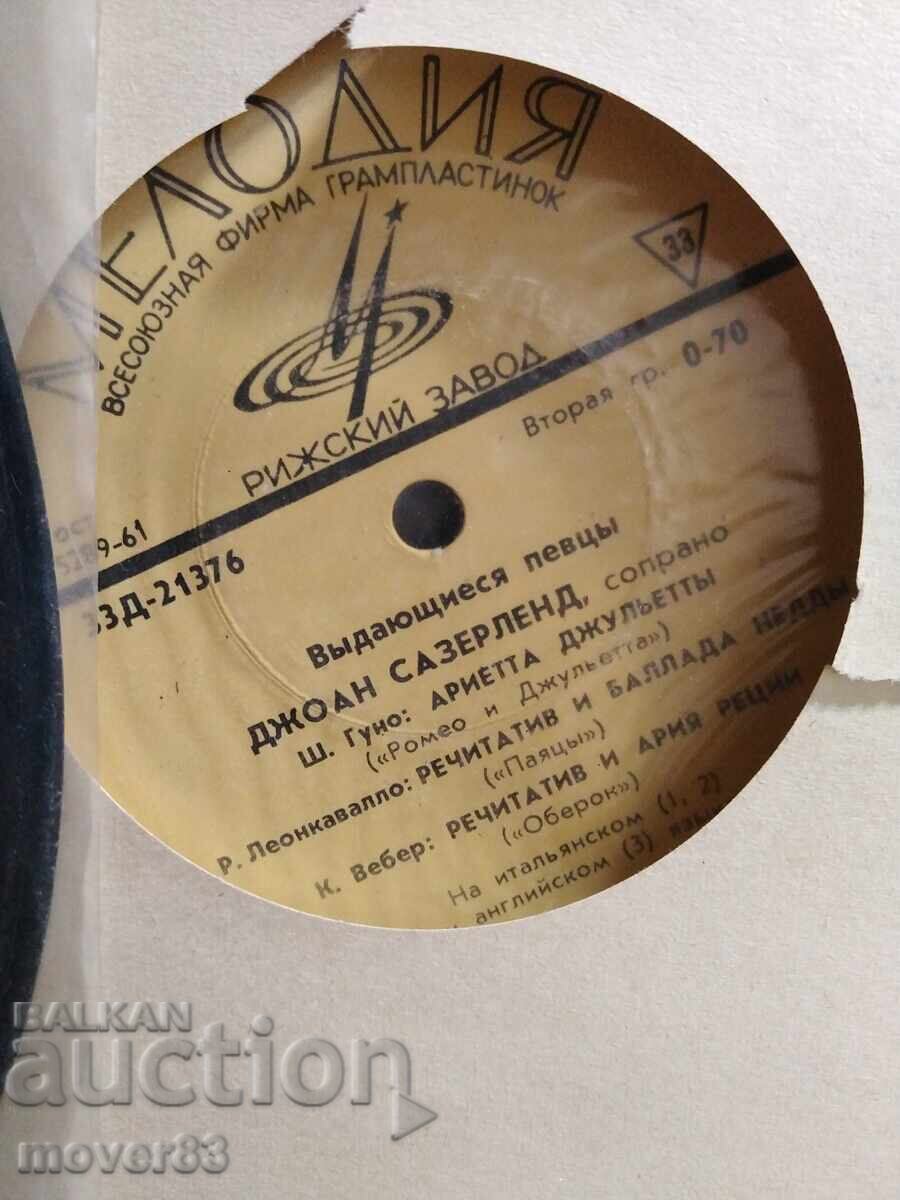 МЕЛОДИЯ
ВСЕСОЮЗНАЯ ФИРМА ГРАМПЛАСТИНОК
33
РИЖСКИЙ ЗАВОД
Вторая гр. 0-70
9-61
33Д-21376
Выдающиеся певцы
ДЖОАН САЗЕРЛЕНД, сопрано
Ш. Гуно: АРИЕТТА ДЖУЛЬЕТТЫ
(«Ромео и Джульетта»)
Р. Леонкавалло: РЕЧИТАТИВ И БАЛЛАДА НЕДДЫ
(«Паяцы»)
К. Вебер: РЕЧИТАТИВ И АРИЯ РЕЦИИ
(«Оберон»)
На итальянском (1, 2)
английском (3) язык
BALKAN
auction
mover83